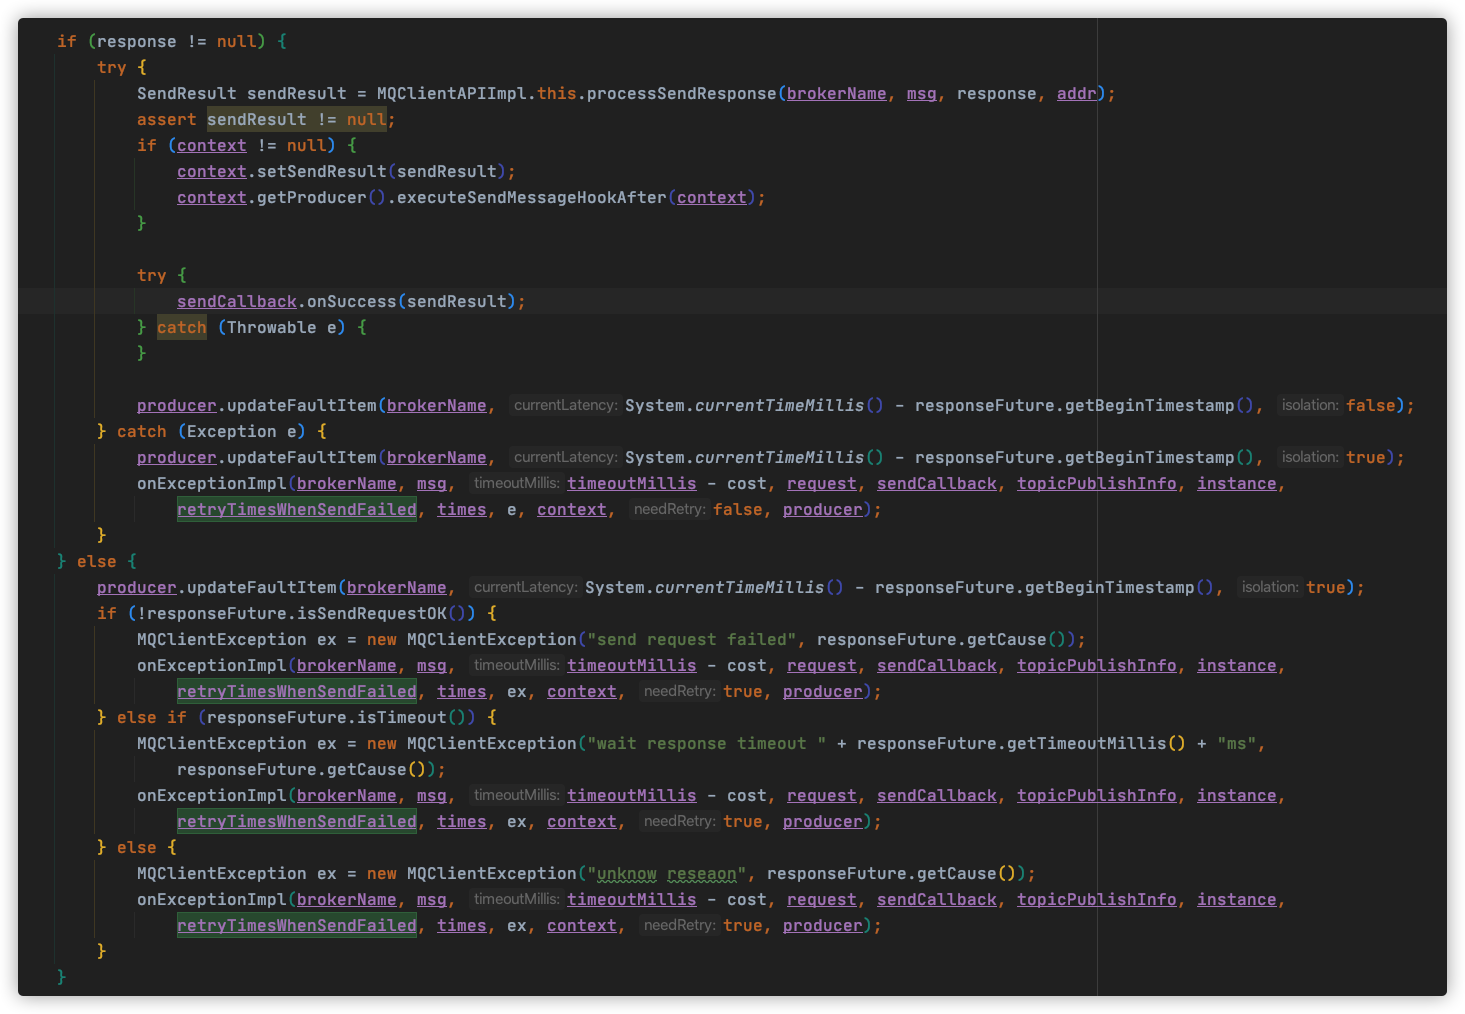 if (response != null) {
try {
SendResult sendResult = MQClientAPIImpl.this.processSendResponse(brokerName, msg, response, addr);
assert sendResult != null;
if (context != null) {
context.setSendResult(sendResult);
context.getProducer().executeSendMessageHookAfter(context);
}
try {
sendCallback.onSuccess(sendResult);
} catch (Throwable e) {
}
producer.updateFaultItem(brokerName, currentLatency: System.currentTimeMillis() - responseFuture.getBeginTimestamp(), isolation: false);
} catch (Exception e) {
producer.updateFaultItem(brokerName, currentLatency: System.currentTimeMillis() - responseFuture.getBeginTimestamp(), isolation: true);
onExceptionImpl(brokerName, msg, timeoutMillis: timeoutMillis - cost, request, sendCallback, topicPublishInfo, instance,
retryTimesWhenSendFailed, times, e, context, needRetry: false, producer);
}
} else {
producer.updateFaultItem(brokerName, currentLatency: System.currentTimeMillis() - responseFuture.getBeginTimestamp(), isolation: true);
if (!responseFuture.isSendRequestOK()) {
MQClientException ex = new MQClientException("send request failed", responseFuture.getCause());
onExceptionImpl(brokerName, msg, timeoutMillis: timeoutMillis - cost, request, sendCallback, topicPublishInfo, instance,
retryTimesWhenSendFailed, times, ex, context, needRetry: true, producer);
} else if (responseFuture.isTimeout()) {
MQClientException ex = new MQClientException("wait response timeout " + responseFuture.getTimeoutMillis() + "ms",
responseFuture.getCause());
onExceptionImpl(brokerName, msg, timeoutMillis: timeoutMillis - cost, request, sendCallback, topicPublishInfo, instance,
retryTimesWhenSendFailed, times, ex, context, needRetry: true, producer);
} else {
MQClientException ex = new MQClientException("unknow reseaon", responseFuture.getCause());
onExceptionImpl(brokerName, msg, timeoutMillis: timeoutMillis - cost, request, sendCallback, topicPublishInfo, instance,
retryTimesWhenSendFailed, times, ex, context, needRetry: true, producer);
}
}